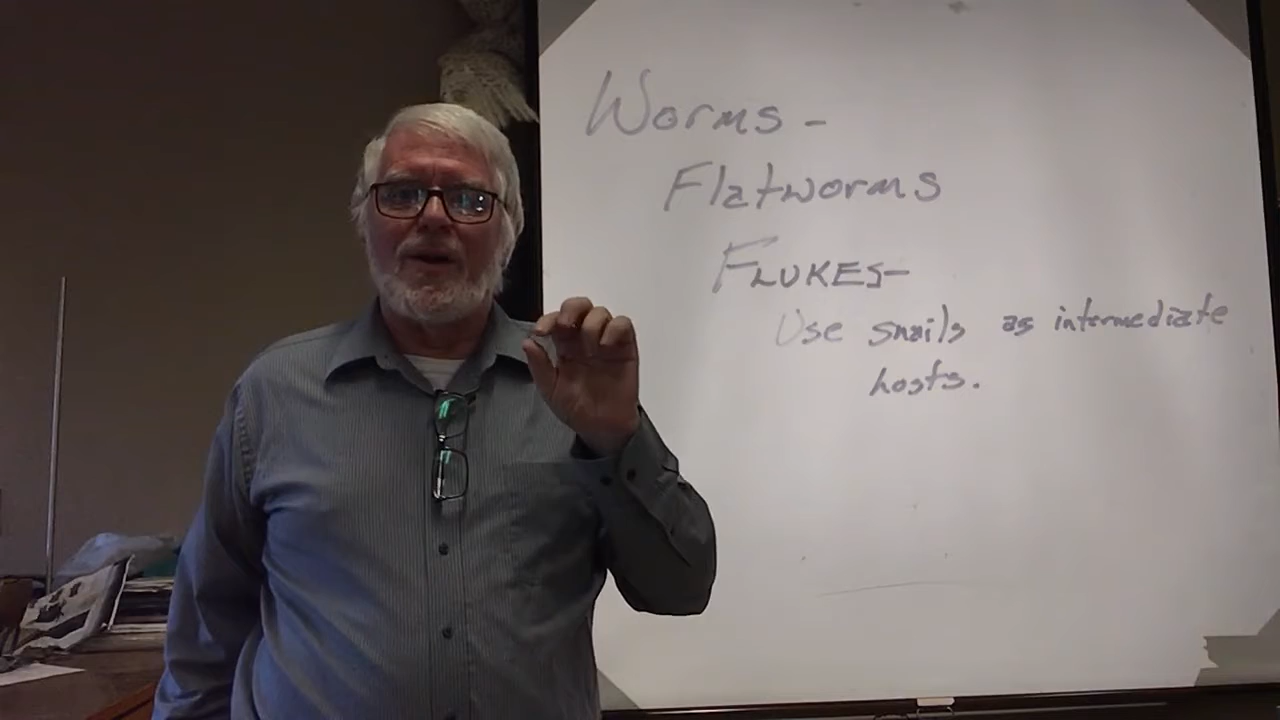 Worms -
Flatworms
FLUKES-
Use snails as intermediate
hosts.